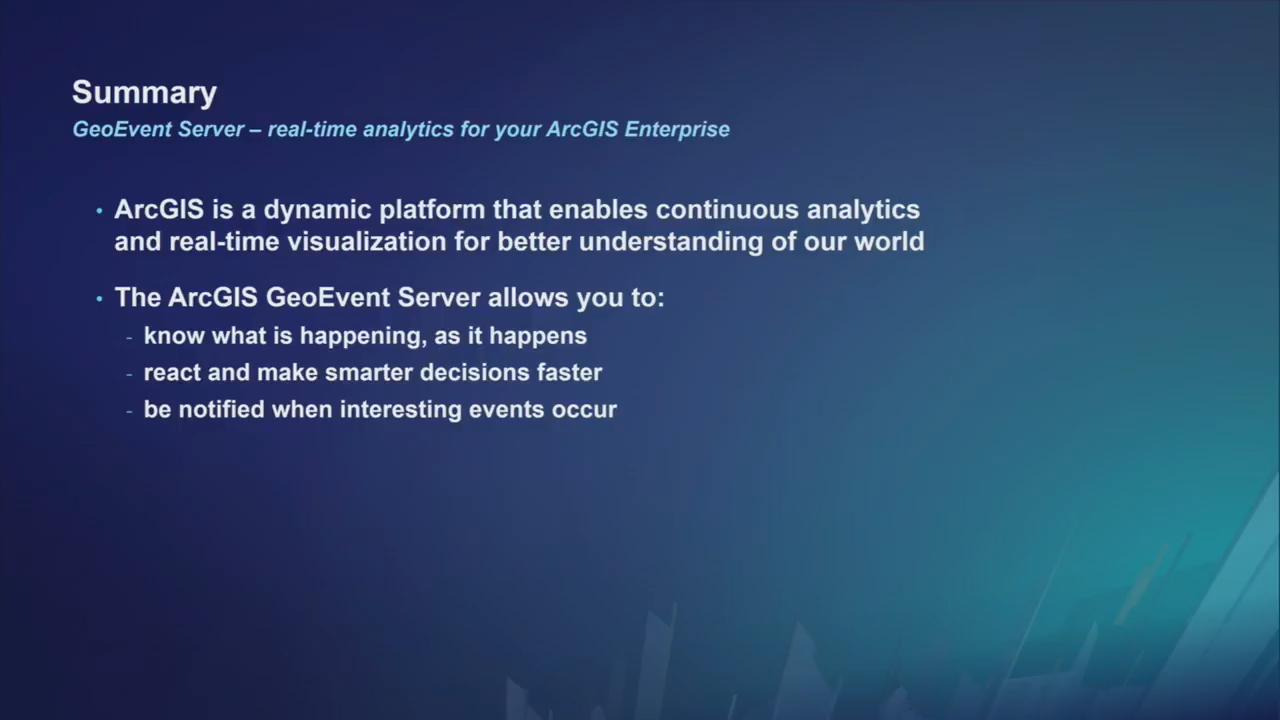 Summary
GeoEvent Server – real-time analytics for your ArcGIS Enterprise
• ArcGIS is a dynamic platform that enables continuous analytics
and real-time visualization for better understanding of our world
• The ArcGIS GeoEvent Server allows you to:
- know what is happening, as it happens
- react and make smarter decisions faster
- be notified when interesting events occur